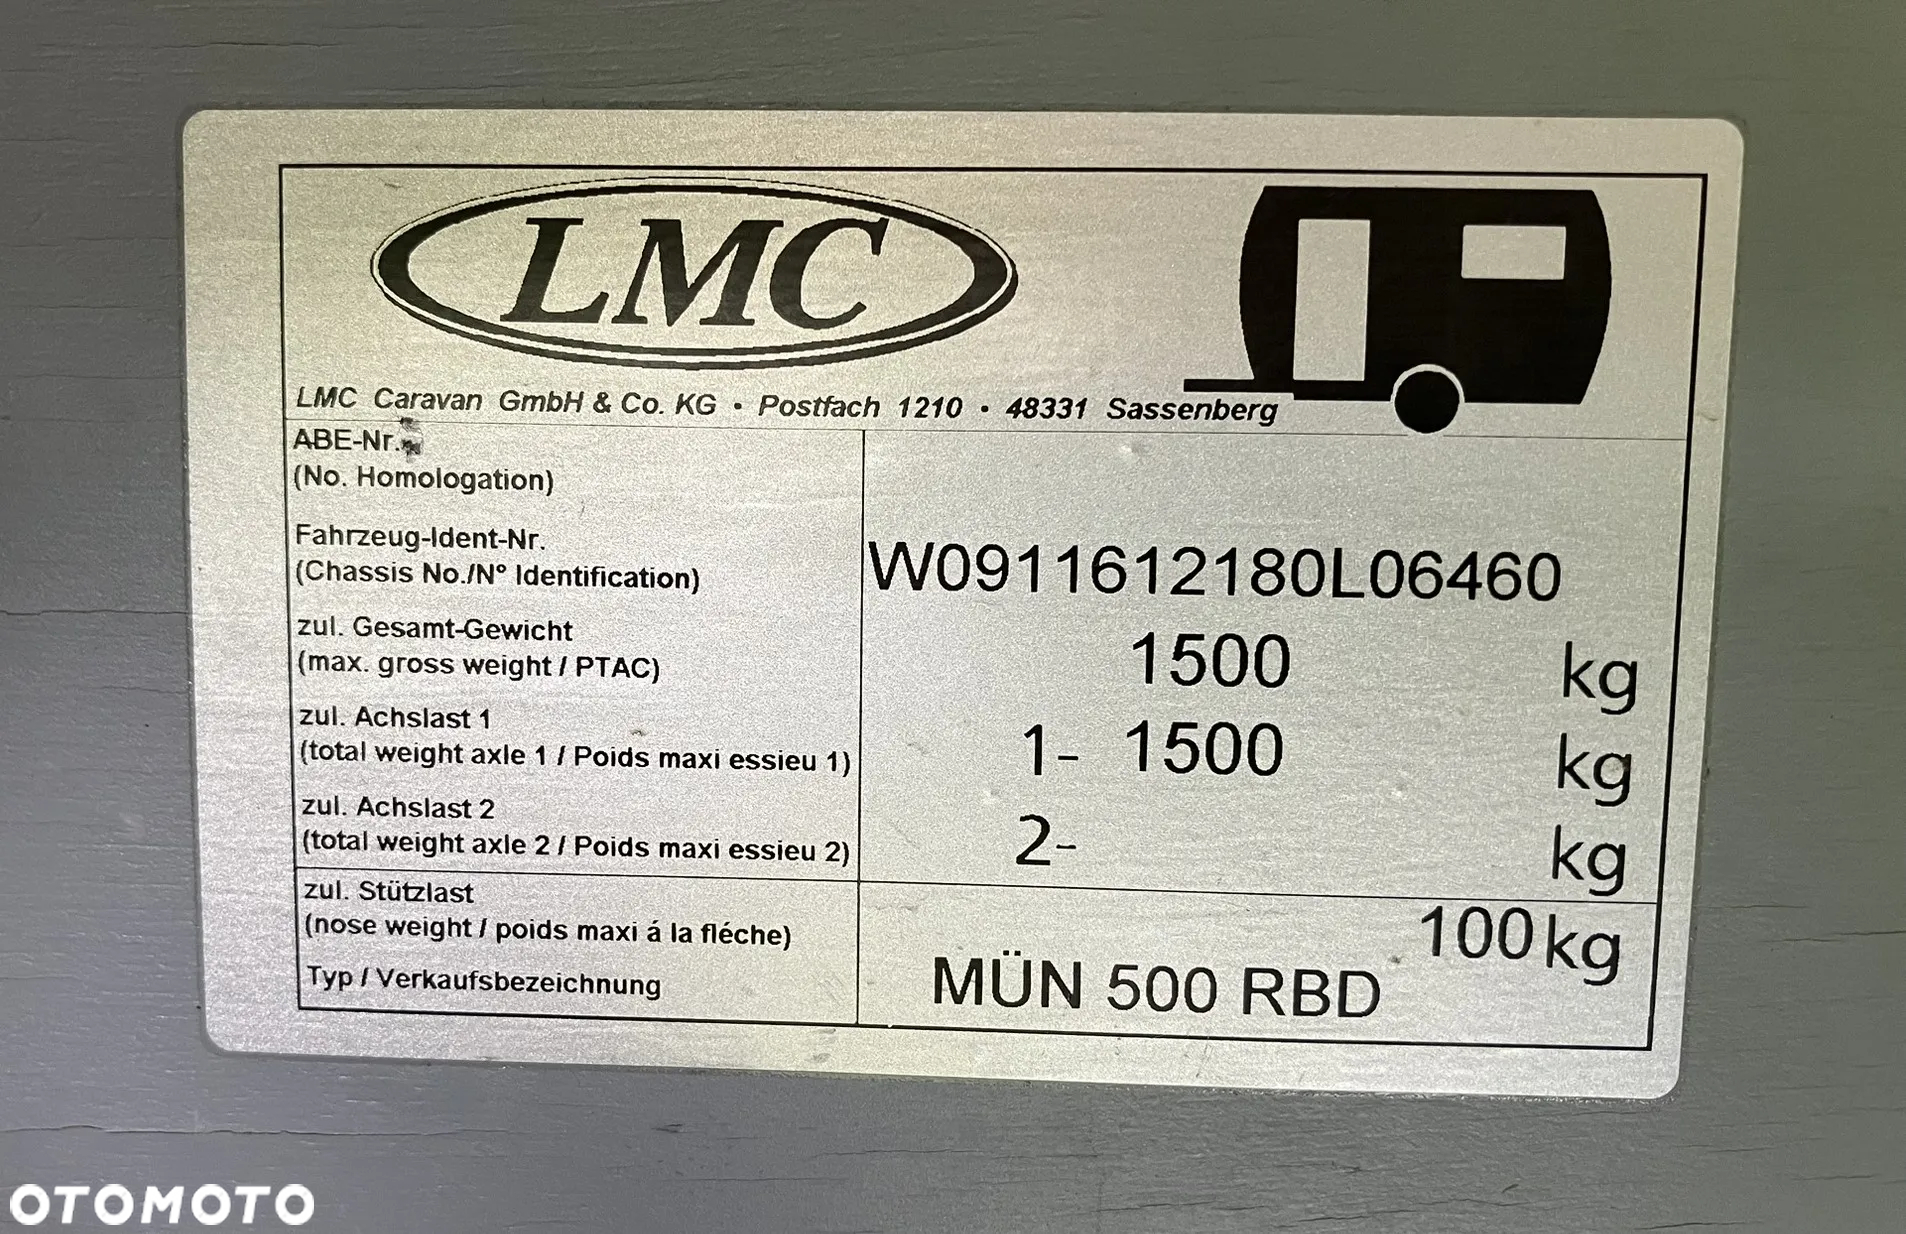 LMC
LMC Caravan GmbH & Co. KG • Postfach 1210 • 48331 Sassenberg
ABE-Nr.
(No. Homologation)
Fahrzeug-Ident-Nr.
(Chassis No./N° Identification)
W0911612180L06460
zul. Gesamt-Gewicht
(max. gross weight / PTAC)
1500 kg
zul. Achslast 1
(total weight axle 1 / Poids maxi essieu 1)
1- 1500 kg
zul. Achslast 2
(total weight axle 2 / Poids maxi essieu 2)
2- kg
zul. Stützlast
(nose weight / poids maxi á la fléche)
100 kg
Typ / Verkaufsbezeichnung
MÜN 500 RBD
OTOMOTO